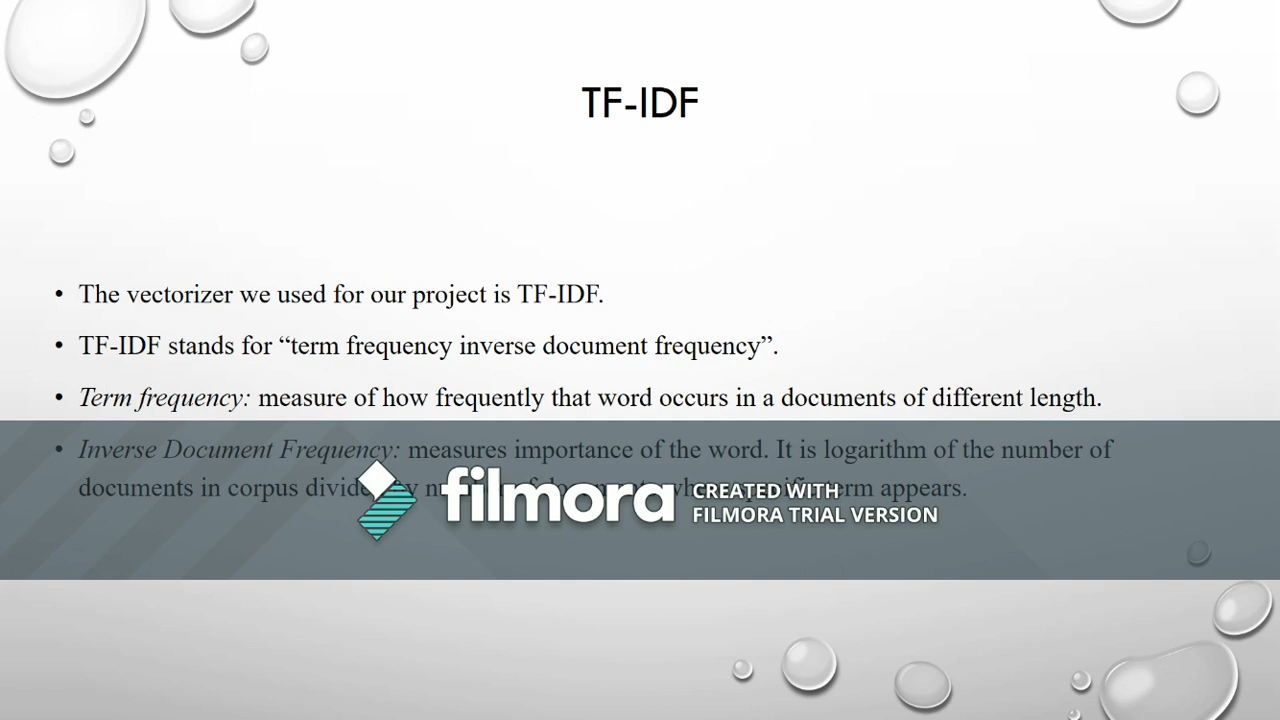 TF-IDF
• The vectorizer we used for our project is TF-IDF.
• TF-IDF stands for “term frequency inverse document frequency”.
• Term frequency: measure of how frequently that word occurs in a documents of different length.
• Inverse Document Frequency: measures importance of the word. It is logarithm of the number of
documents in corpus term appears.
filmora CREATED WITH
FILMORA TRIAL VERSION